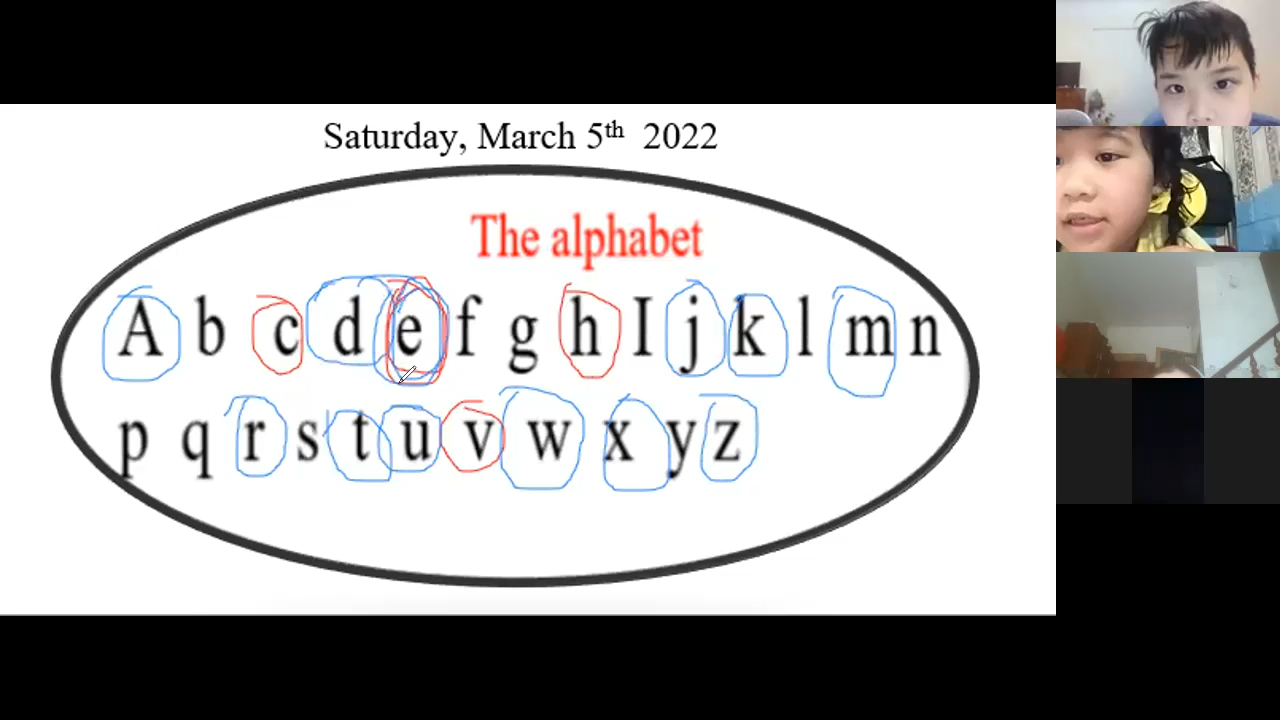 Saturday, March 5th 2022
The alphabet
A b c d e f g h I j k l m n
p q r s t u v w x y z